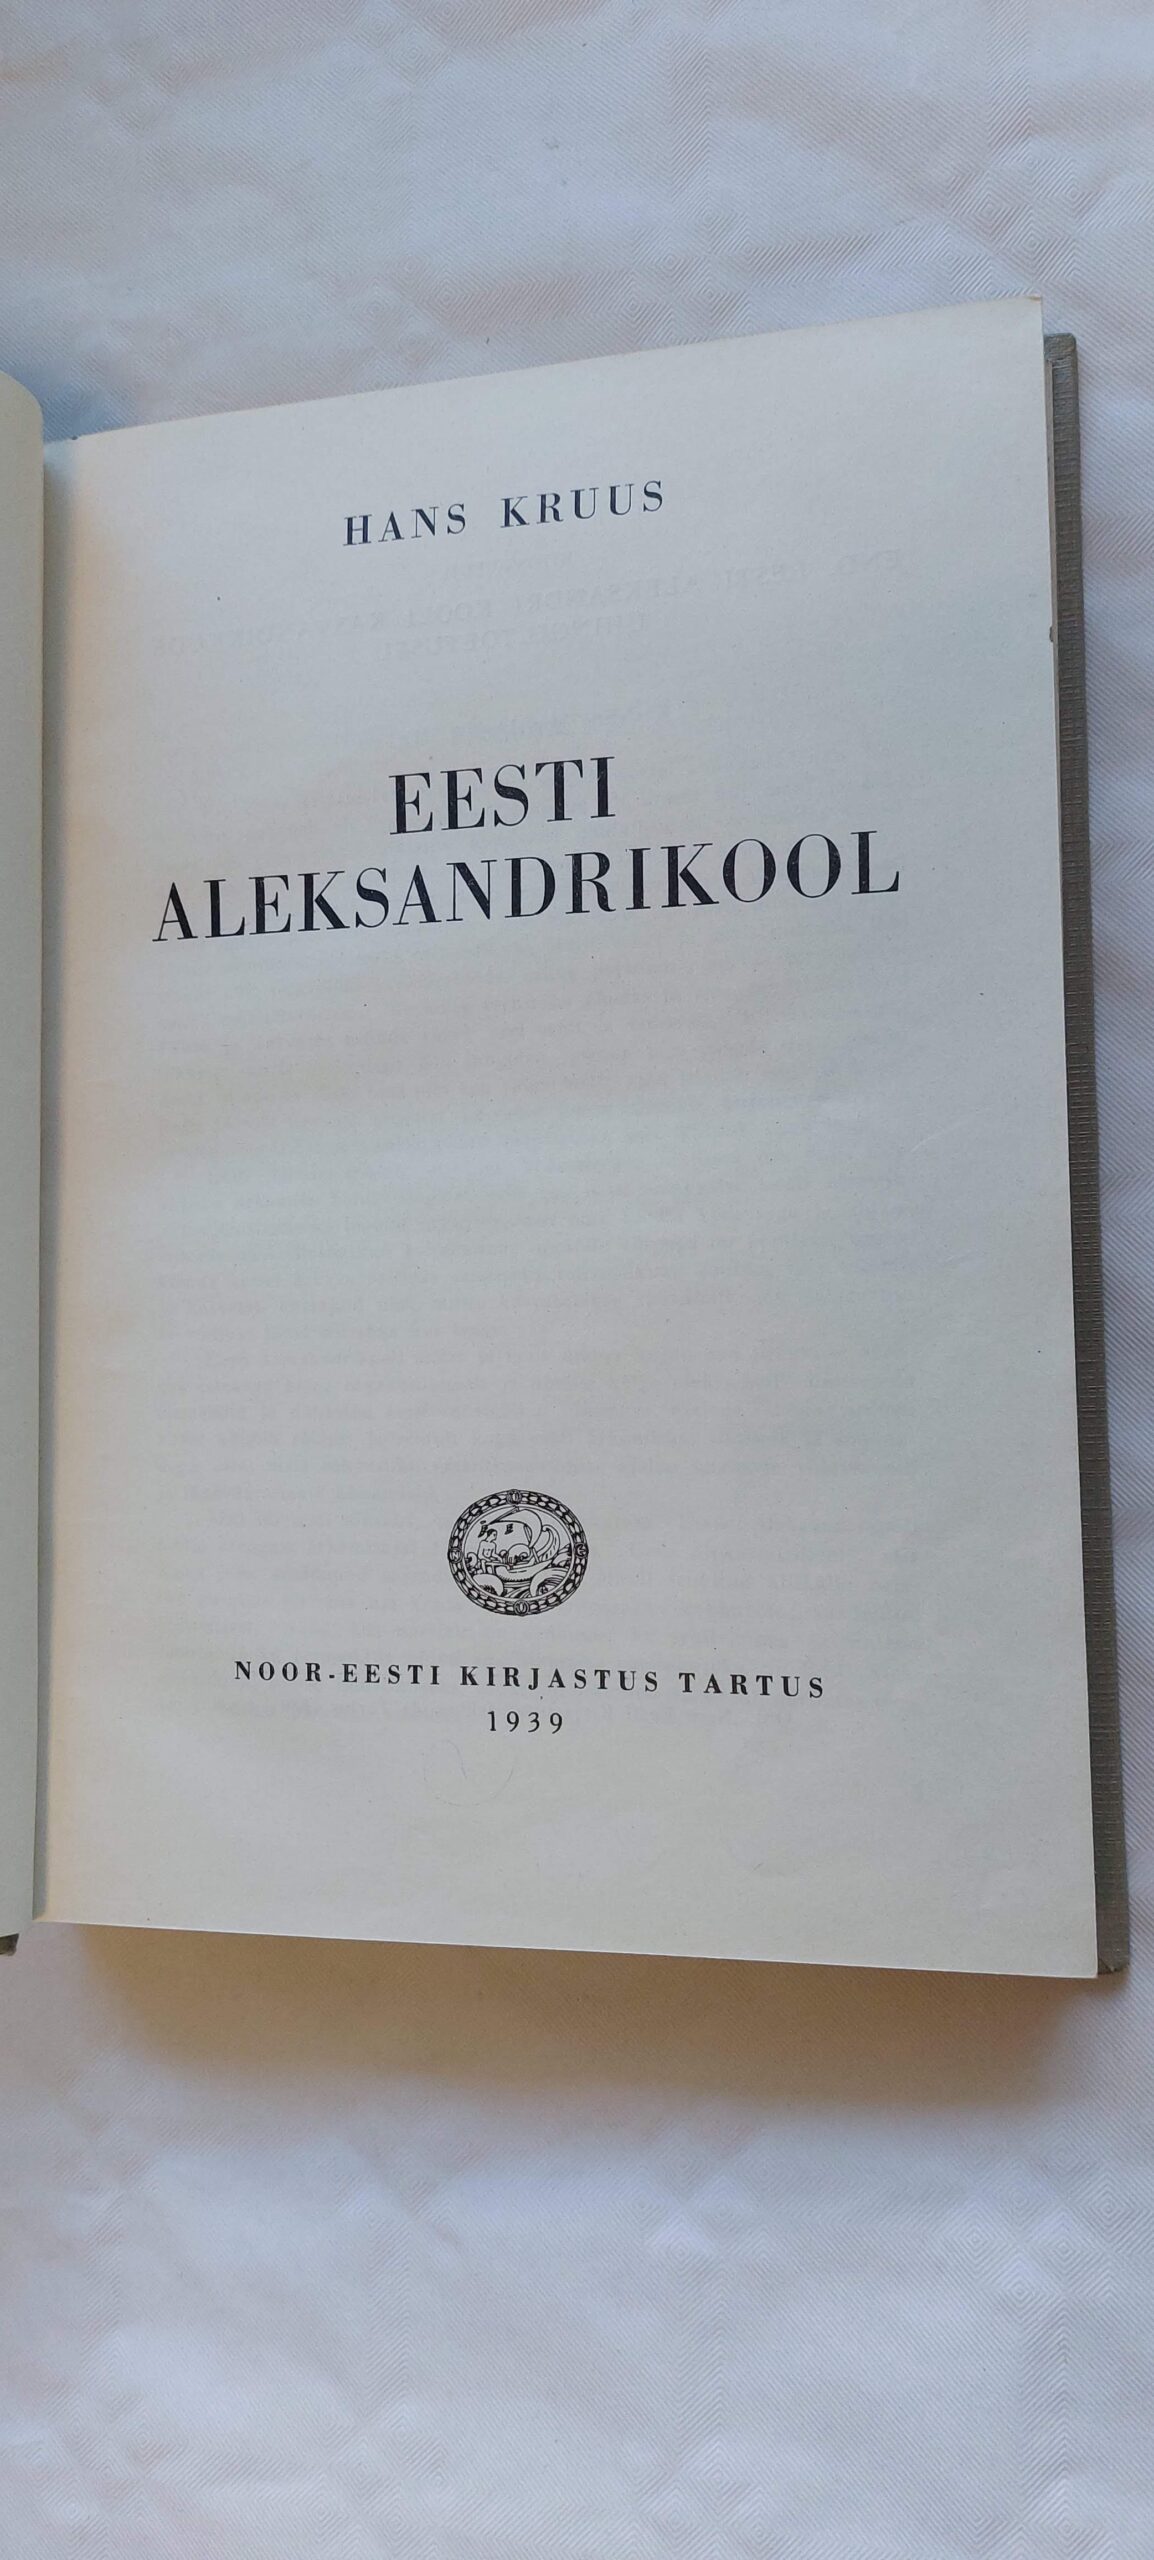 HANS KRUUS
EESTI
ALEKSANDRIKOOL
NOOR-EESTI KIRJASTUS TARTUS
1939